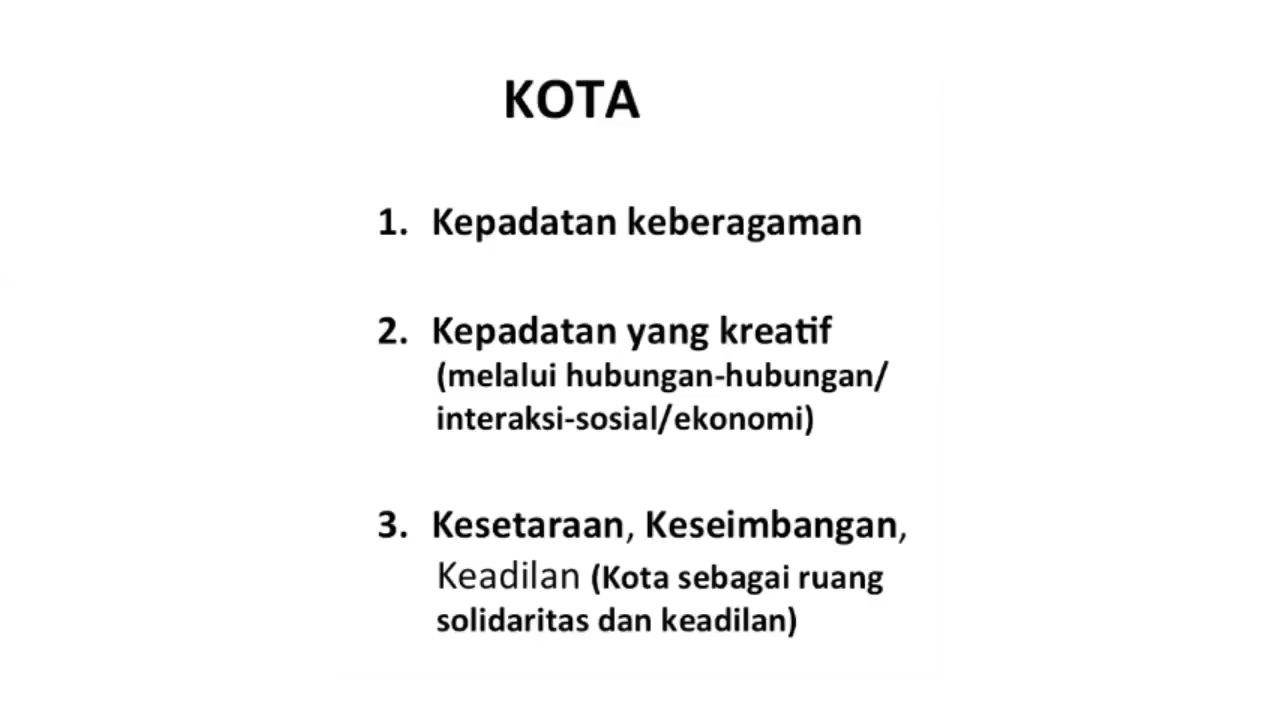 KOTA
1. Kepadatan keberagaman
2. Kepadatan yang kreatif
(melalui hubungan-hubungan/
interaksi-sosial/ekonomi)
3. Kesetaraan, Keseimbangan,
Keadilan (Kota sebagai ruang
solidaritas dan keadilan)